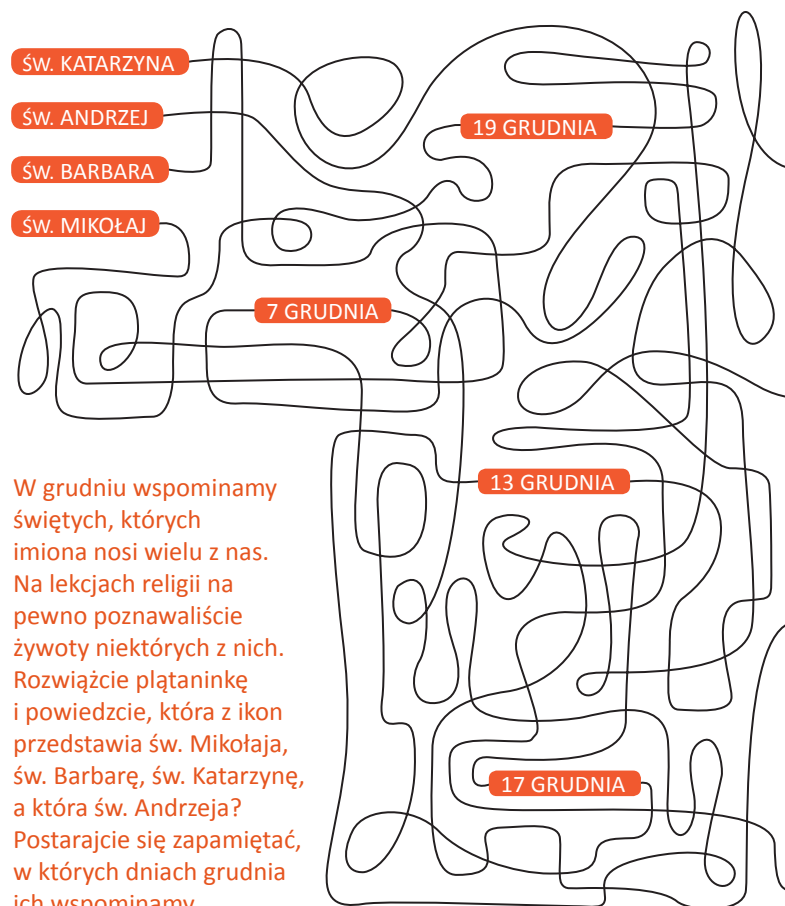 ŚW. KATARZYNA
ŚW. ANDRZEJ
19 GRUDNIA
ŚW. BARBARA
ŚW. MIKOŁAJ
7 GRUDNIA
13 GRUDNIA
17 GRUDNIA
W grudniu wspominamy
świętych, których
imiona nosi wielu z nas.
Na lekcjach religii na
pewno poznawaliście
żywoty niektórych z nich.
Rozwiążcie plątaninkę
i powiedzcie, która z ikon
przedstawia św. Mikołaja,
św. Barbarę, św. Katarzynę,
a która św. Andrzeja?
Postarajcie się zapamiętać,
w których dniach grudnia
ich wspominamy